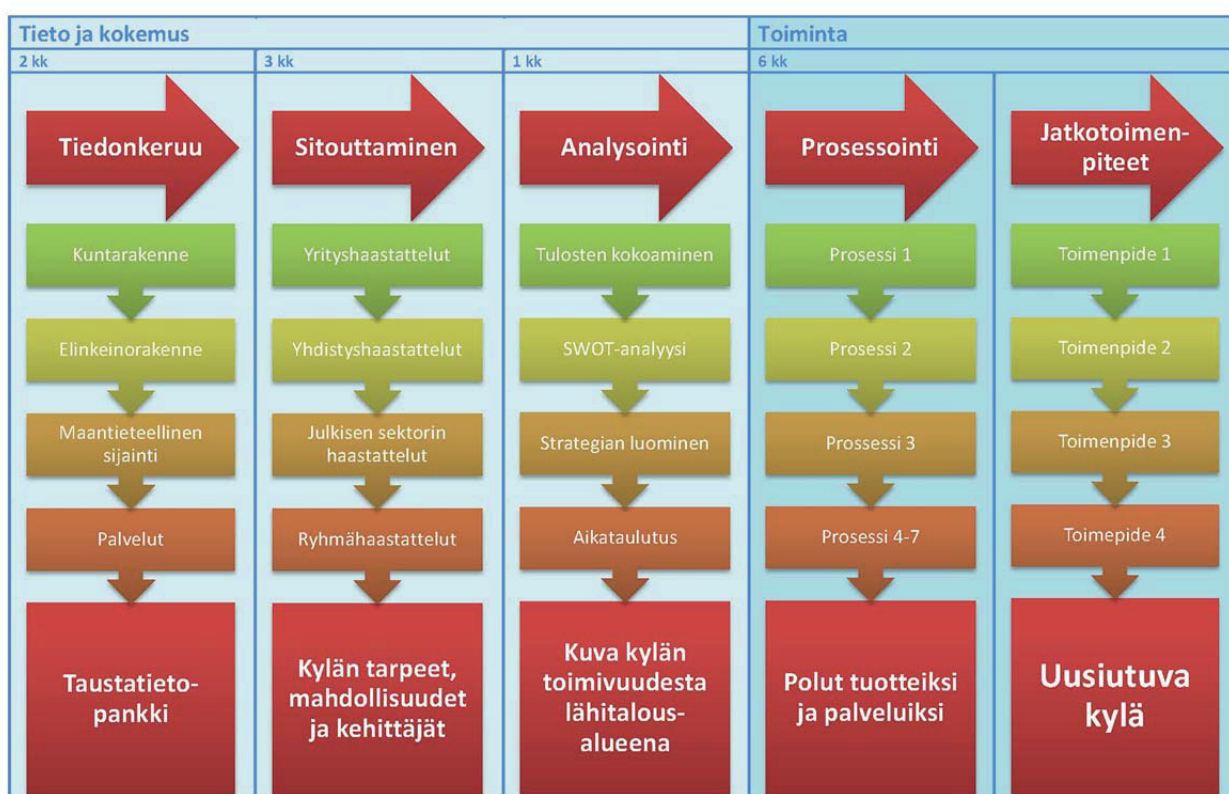 Tieto ja kokemus
Toiminta
2 kk
3 kk
1 kk
6 kk
Tiedonkeruu
Sitouttaminen
Analysointi
Prosessointi
Jatkotoimen-
piteet
Kuntarakenne
Yrityshaastattelut
Tulosten kokoaminen
Prosessi 1
Toimenpide 1
Elinkeinorakenne
Yhdistyshaastattelut
SWOT-analyysi
Prosessi 2
Toimenpide 2
Maantieteellinen
sijainti
Julkisen sektorin
haastattelut
Strategian luominen
Prossessi 3
Toimenpide 3
Palvelut
Ryhmähaastattelut
Aikataulutus
Prosessi 4-7
Toimepide 4
Taustatieto-
pankki
Kylän tarpeet,
mahdollisuudet
ja kehittäjät
Kuva kylän
toimivuudesta
lähitalous-
alueena
Polut tuotteiksi
ja palveluiksi
Uusiutuva
kylä